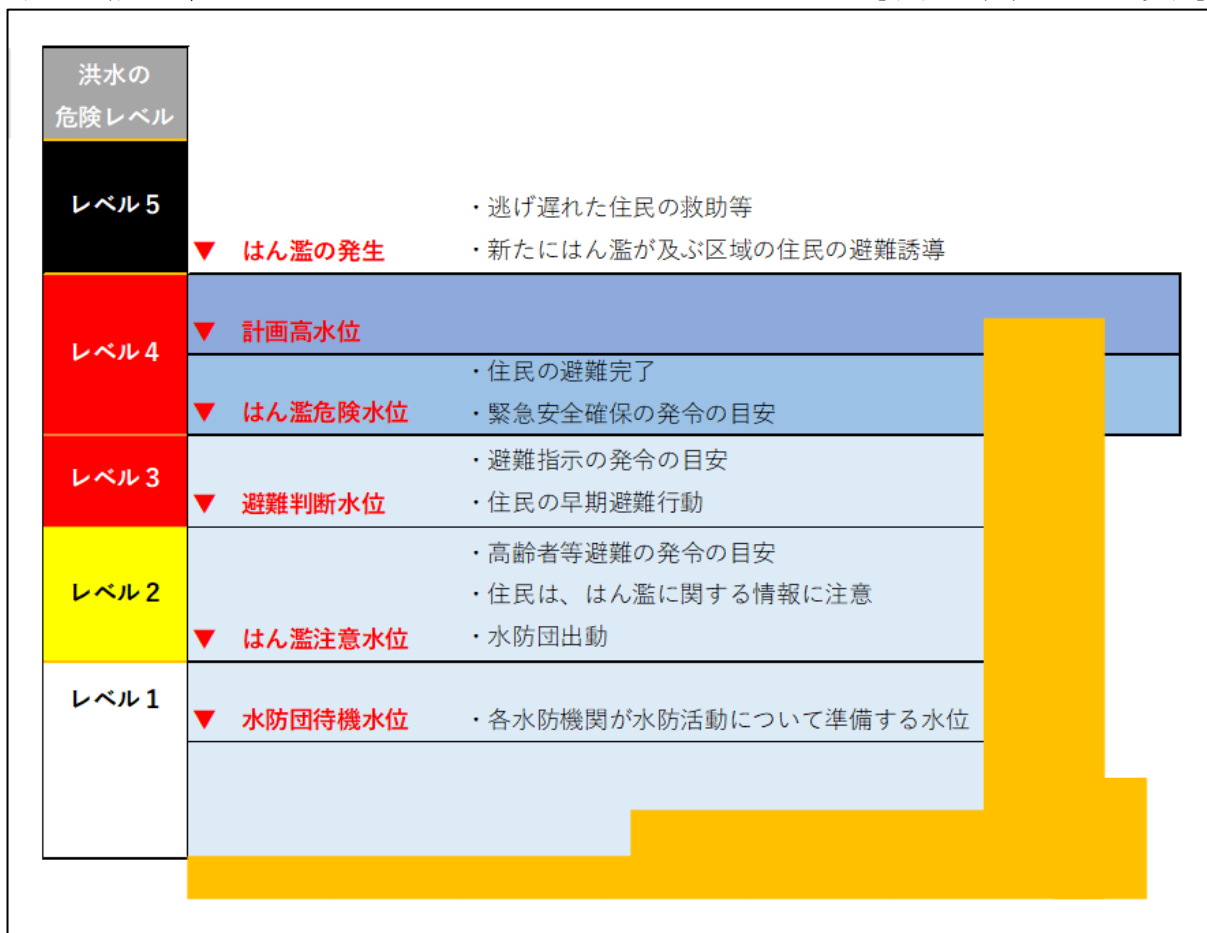 洪水の
危険レベル
レベル5
・逃げ遅れた住民の救助等
▼ はん濫の発生 ・新たにはん濫が及ぶ区域の住民の避難誘導
レベル4
▼ 計画高水位
・住民の避難完了
▼ はん濫危険水位 ・緊急安全確保の発令の目安
レベル3
・避難指示の発令の目安
▼ 避難判断水位 ・住民の早期避難行動
・高齢者等避難の発令の目安
レベル2 ・住民は、はん濫に関する情報に注意
▼ はん濫注意水位 ・水防団出動
レベル1
▼ 水防団待機水位 ・各水防機関が水防活動について準備する水位